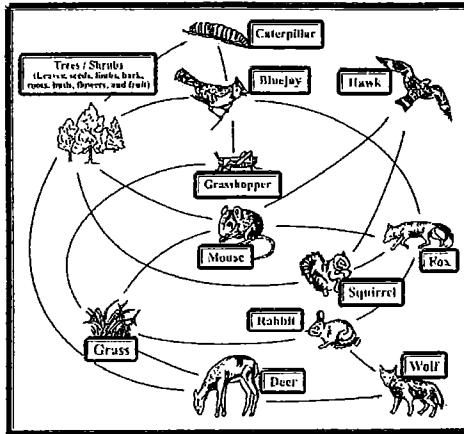 Caterpillar
Trees / Shrubs
(Leaves, seeds, limbs, bark,
roots, buds, flowers, and fruit)
Bluejay
Hawk
Grasshopper
Mouse
Fox
Squirrel
Rabbit
Grass
Deer
Wolf